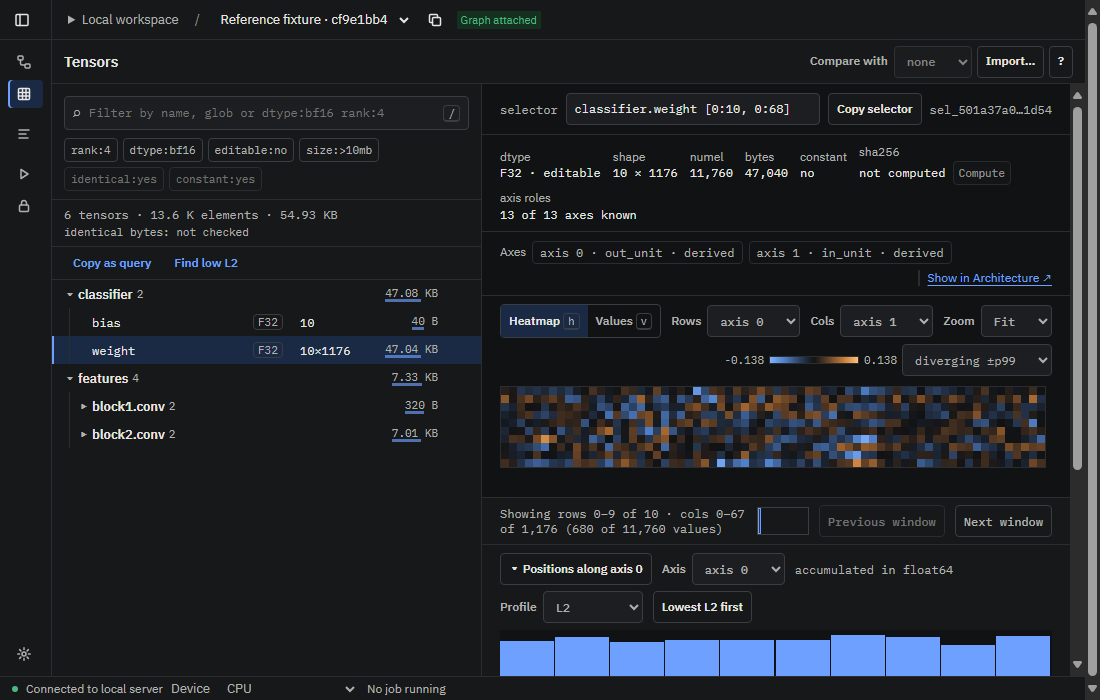 Local workspace / Reference fixture · cf9e1bb4 Graph attached
Tensors
Compare with none Import... ?
Filter by name, glob or dtype:bf16 rank:4 /
rank:4 dtype:bf16 editable:no size:>10mb
identical:yes constant:yes
6 tensors · 13.6 K elements · 54.93 KB
identical bytes: not checked
Copy as query Find low L2
classifier 2 47.08 KB
bias F32 10 40 B
weight F32 10×1176 47.04 KB
features 4 7.33 KB
block1.conv 2 320 B
block2.conv 2 7.01 KB
selector classifier.weight [0:10, 0:68] Copy selector sel_501a37a0…1d54
dtype shape numel bytes constant sha256
F32 · editable 10 × 1176 11,760 47,040 no not computed Compute
axis roles
13 of 13 axes known
Axes axis 0 · out_unit · derived axis 1 · in_unit · derived
Show in Architecture ↗
Heatmap h Values v Rows axis 0 Cols axis 1 Zoom Fit
-0.138 0.138 diverging ±p99
Showing rows 0–9 of 10 · cols 0–67
of 1,176 (680 of 11,760 values)
Previous window Next window
Positions along axis 0 Axis axis 0 accumulated in float64
Profile L2 Lowest L2 first
Connected to local server Device CPU No job running